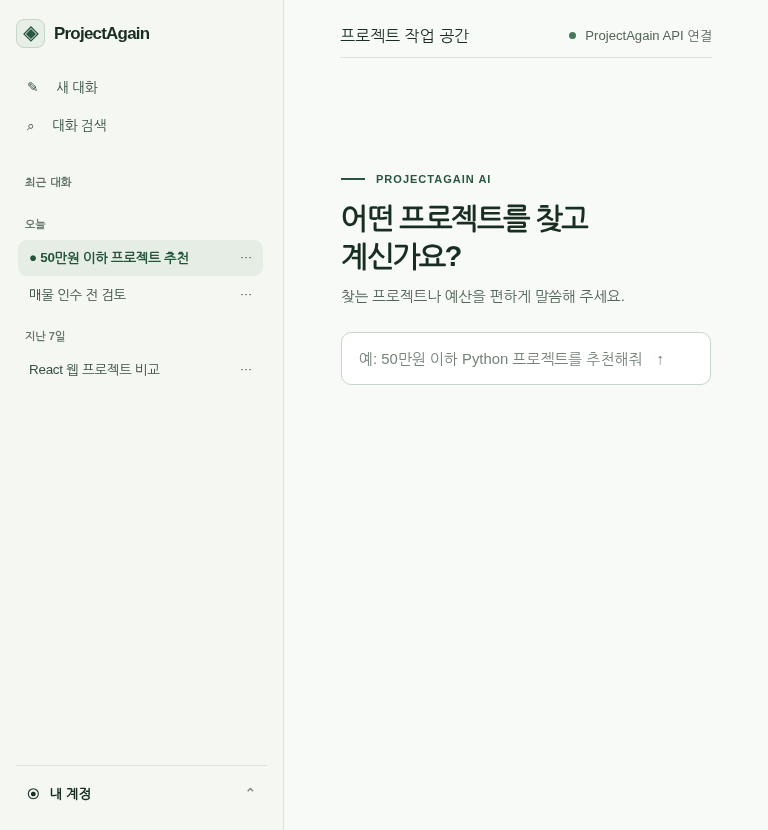 ProjectAgain
새 대화
대화 검색
최근 대화
오늘
● 50만원 이하 프로젝트 추천 ···
매물 인수 전 검토 ···
지난 7일
React 웹 프로젝트 비교 ···
내 계정
프로젝트 작업 공간
ProjectAgain API 연결
PROJECTAGAIN AI
어떤 프로젝트를 찾고
계신가요?
찾는 프로젝트나 예산을 편하게 말씀해 주세요.
예: 50만원 이하 Python 프로젝트를 추천해줘 ↑